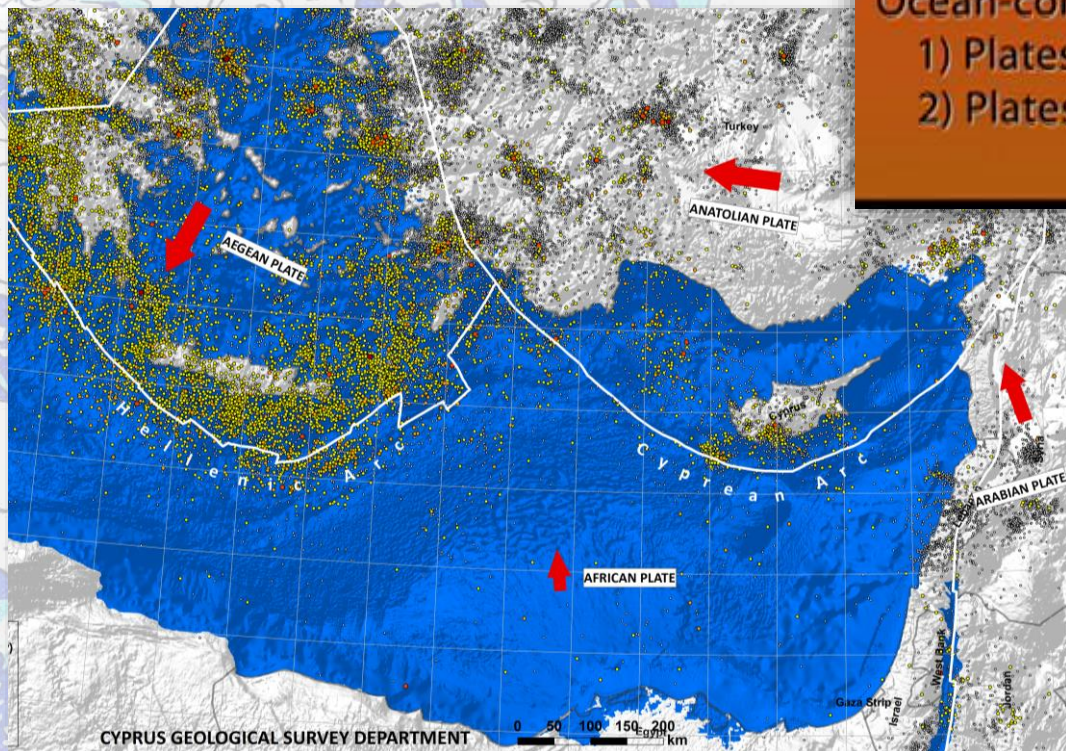 Ocean-co
1) Plates
2) Plates
Turkey
ANATOLIAN PLATE
AEGEAN PLATE
Hellenic Arc
Cyprus
Cyprean Arc
Syria
ARABIAN PLATE
AFRICAN PLATE
West Bank
Gaza Strip
Israel
Jordan
Egypt
0 50 100 150 200
km
CYPRUS GEOLOGICAL SURVEY DEPARTMENT